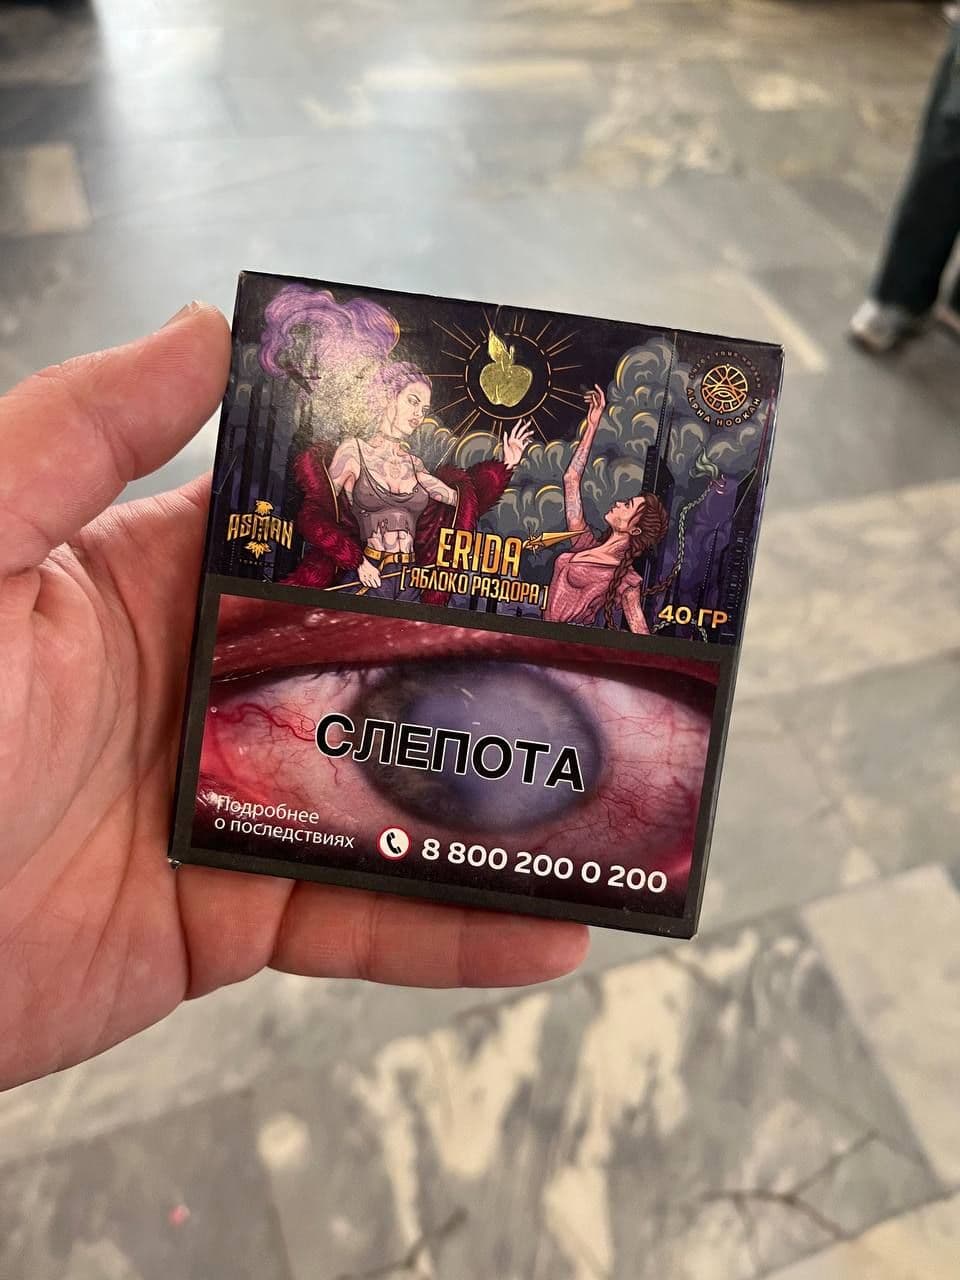 ALPHA HOOKAH
ASMAN
ERIDA
[ ЯБЛОКО РАЗДОРА ]
40 ГР
СЛЕПОТА
Подробнее
о последствиях
8 800 200 0 200